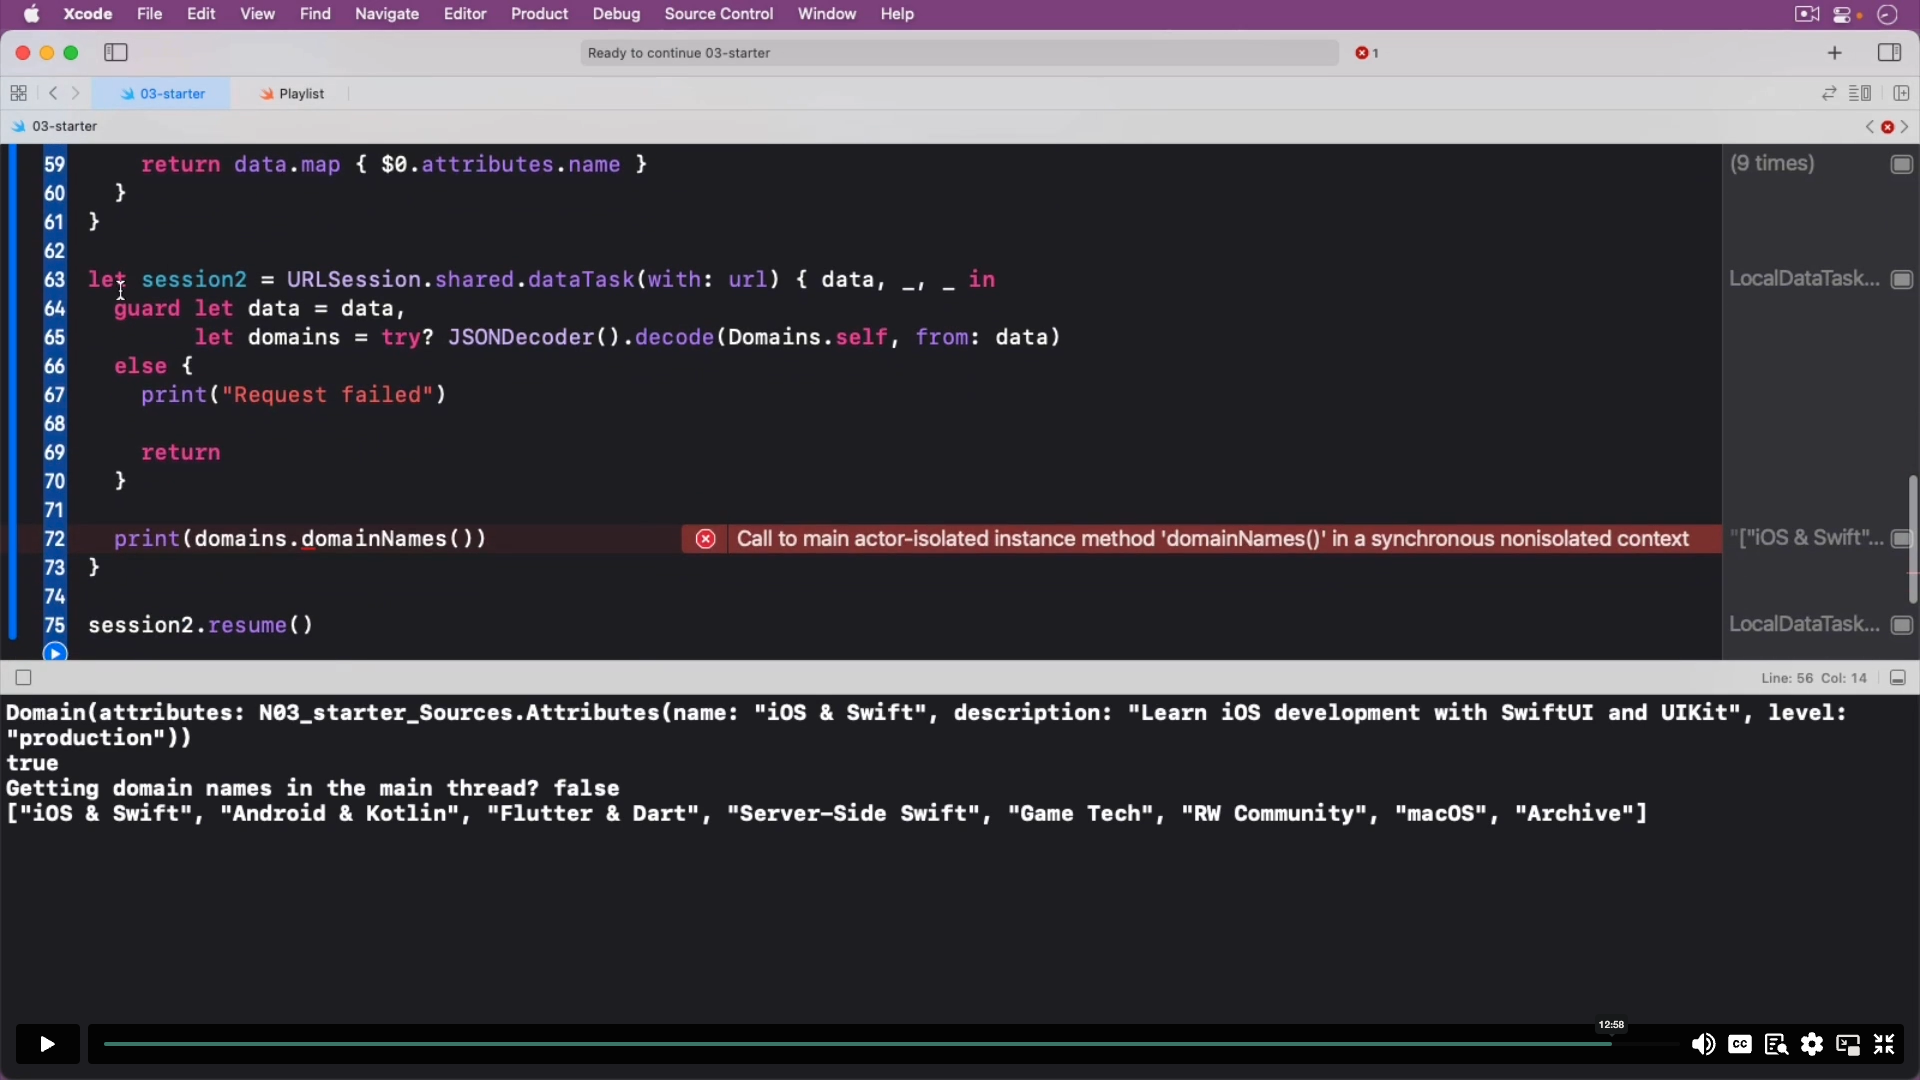 Xcode File Edit View Find Navigate Editor Product Debug Source Control Window Help
Ready to continue 03-starter
1
03-starter
Playlist
03-starter
59 return data.map { $0.attributes.name }
(9 times)
60 }
61 }
62
63 let session2 = URLSession.shared.dataTask(with: url) { data, _, _ in
LocalDataTask...
64 guard let data = data,
65 let domains = try? JSONDecoder().decode(Domains.self, from: data)
66 else {
67 print("Request failed")
68
69 return
70 }
71
72 print(domains.domainNames())
Call to main actor-isolated instance method 'domainNames()' in a synchronous nonisolated context
"["iOS & Swift"...
73 }
74
75 session2.resume()
LocalDataTask...
Line: 56 Col: 14
Domain(attributes: N03_starter_Sources.Attributes(name: "iOS & Swift", description: "Learn iOS development with SwiftUI and UIKit", level:
"production"))
true
Getting domain names in the main thread? false
["iOS & Swift", "Android & Kotlin", "Flutter & Dart", "Server-Side Swift", "Game Tech", "RW Community", "macOS", "Archive"]
12:58
CC